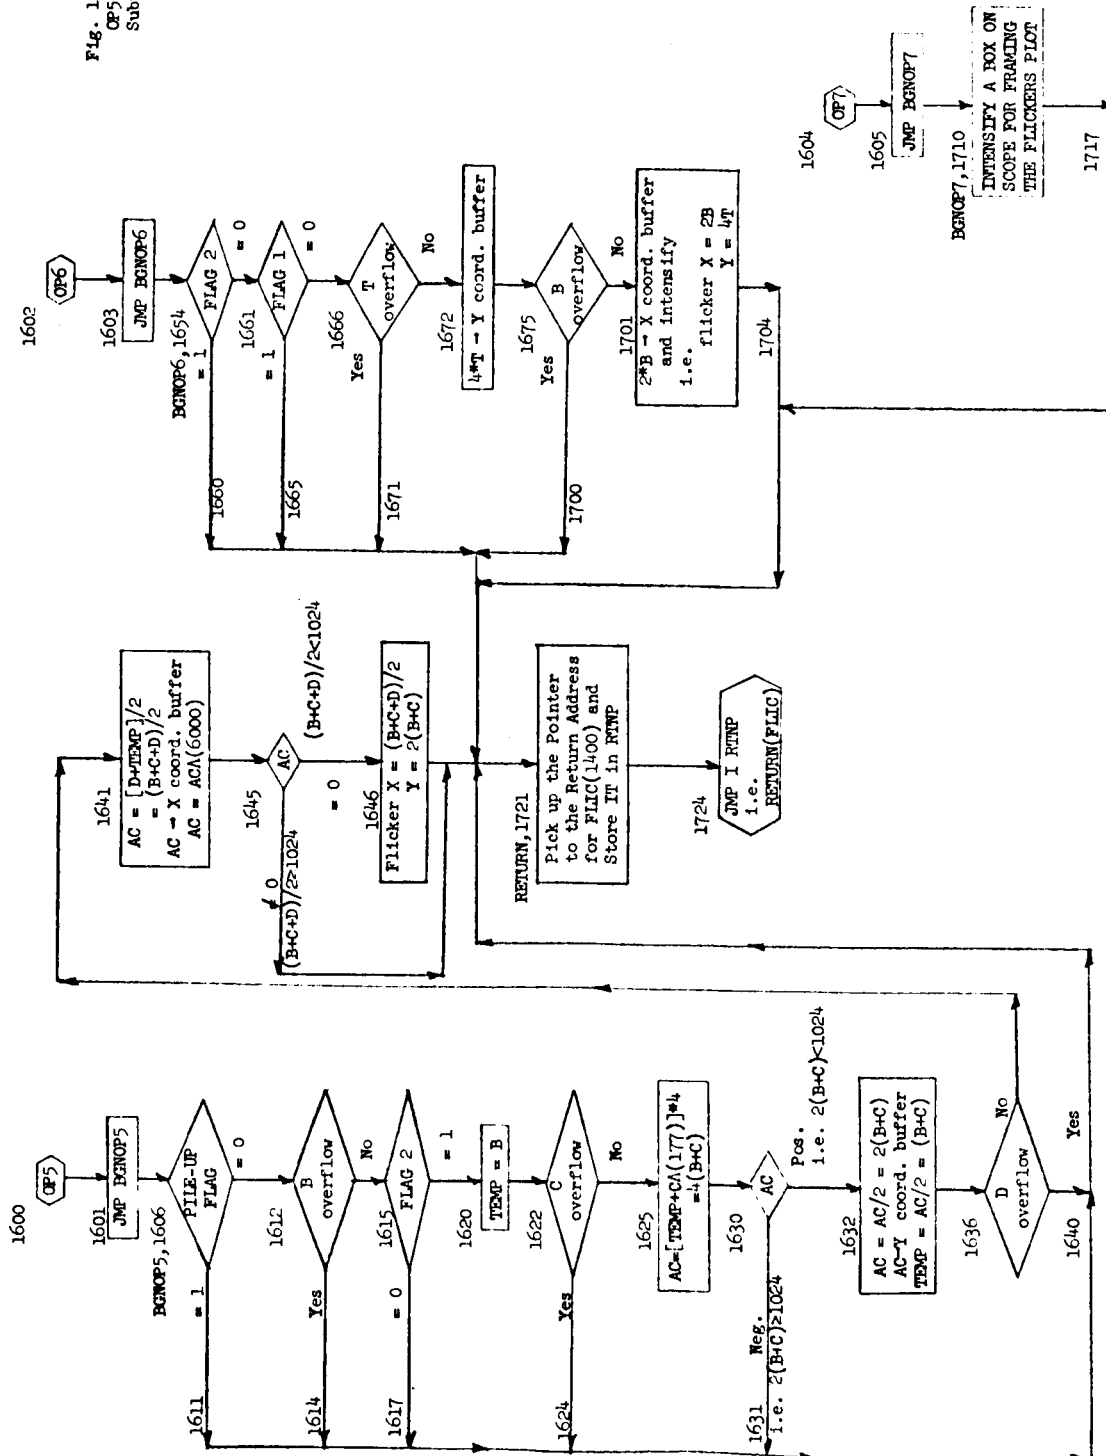 Fig. 1
OP5
Sub
1600
OP5
1601
JMP BGNOP5
BGNOP5,1606
PILE-UP
FLAG
= 1
= 0
1611
1612
B
overflow
Yes
No
1614
1615
FLAG 2
= 0
= 1
1617
1620
TEMP = B
1622
C
overflow
Yes
No
1624
1625
AC=[TEMP+CΛ(177)]*4
=4(B+C)
1630
AC
Neg.
i.e. 2(B+C)≥1024
1631
Pos.
i.e. 2(B+C)<1024
1632
AC = AC/2 = 2(B+C)
AC→Y coord. buffer
TEMP = AC/2 = (B+C)
1636
D
overflow
No
Yes
1640
1641
AC = [D+TEMP]/2
= (B+C+D)/2
AC → X coord. buffer
AC = ACΛ(6000)
1645
AC
≠ 0
(B+C+D)/2≥1024
= 0
(B+C+D)/2<1024
1646
Flicker X = (B+C+D)/2
Y = 2(B+C)
RETURN,1721
Pick up the Pointer
to the Return Address
for FLIC(1400) and
Store IT in RTNP
1724
JMP I RTNP
i.e.
RETURN(FLIC)
1602
OP6
1603
JMP BGNOP6
BGNOP6,1654
FLAG 2
= 1
= 0
1660
1661
FLAG 1
= 1
= 0
1665
1666
T
overflow
Yes
No
1671
1672
4*T → Y coord. buffer
1675
B
overflow
Yes
No
1700
1701
2*B → X coord. buffer
and intensify
i.e.
flicker X = 2B
Y = 4T
1704
1604
OP7
1605
JMP BGNOP7
BGNOP7,1710
INTENSIFY A BOX ON
SCOPE FOR FRAMING
THE FLICKERS PLOT
1717